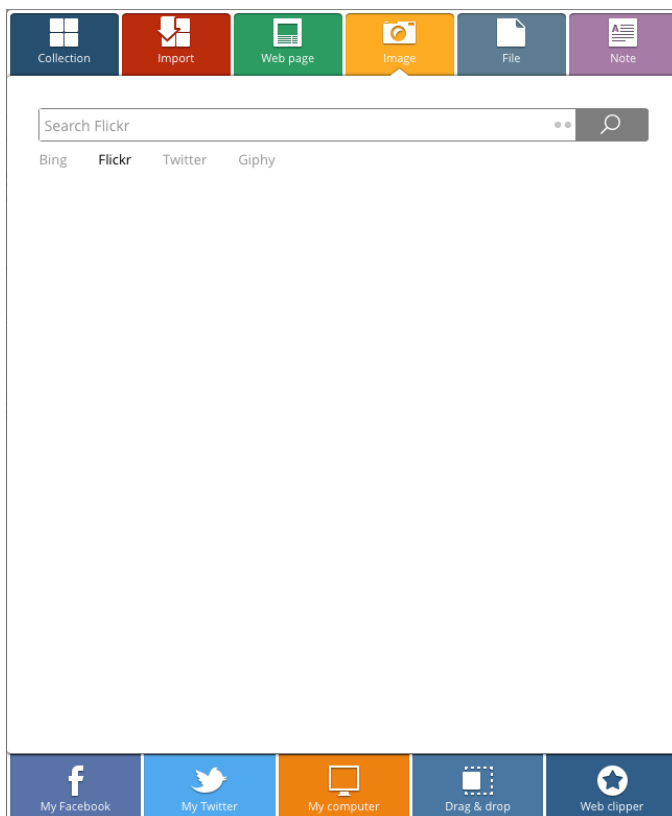 Collection Import Web page Image File Note
Search Flickr
Bing Flickr Twitter Giphy
My Facebook My Twitter My computer Drag & drop Web clipper